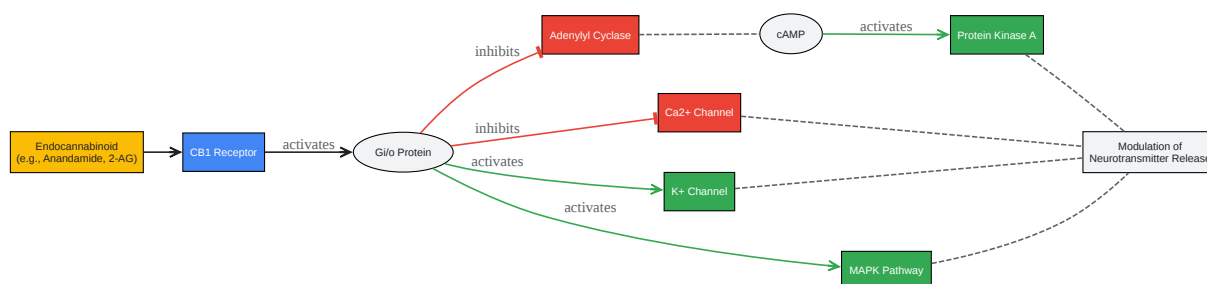 Adenylyl Cyclase
cAMP
activates
Protein Kinase A
inhibits
Ca2+ Channel
inhibits
Endocannabinoid
(e.g., Anandamide, 2-AG)
CB1 Receptor
activates
Gi/o Protein
activates
K+ Channel
Modulation of
Neurotransmitter Release
activates
MAPK Pathway